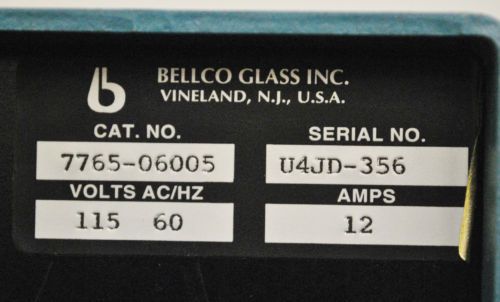 BELLCO GLASS INC.
VINELAND, N.J., U.S.A.
CAT. NO. SERIAL NO.
7765-06005 U4JD-356
VOLTS AC/HZ AMPS
115 60 12